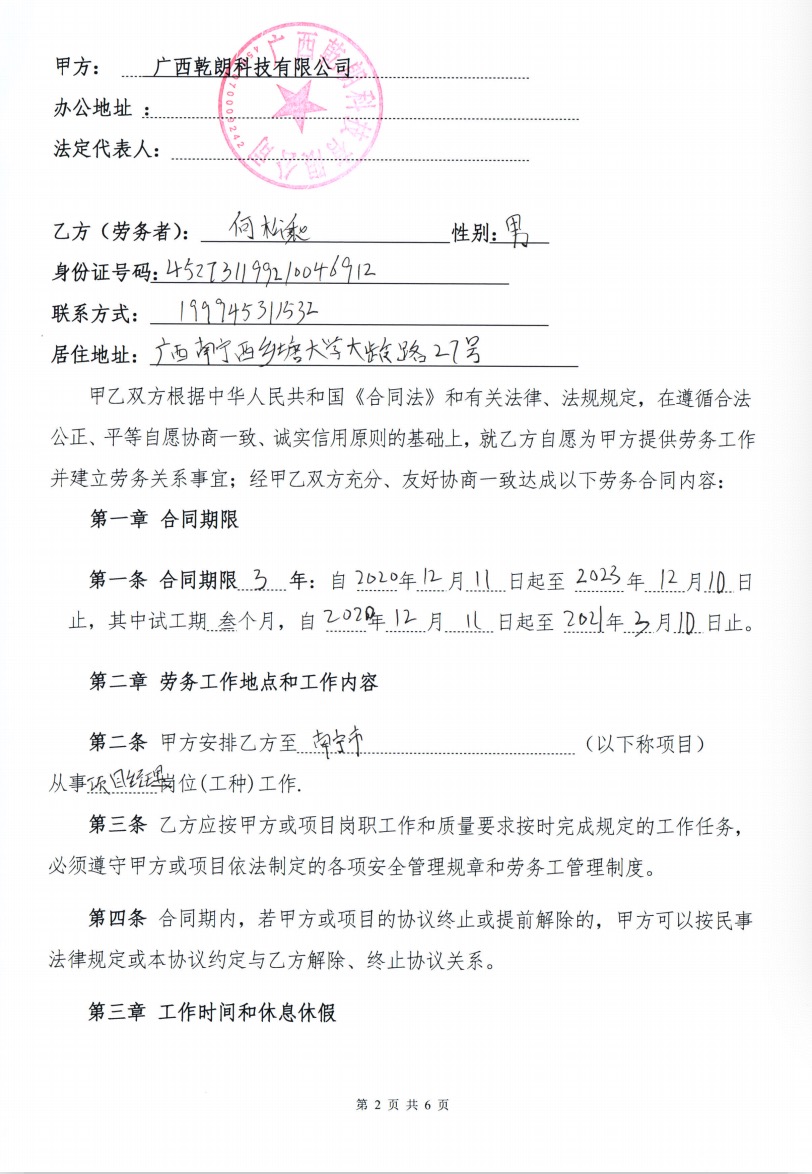 甲方： 广西乾朗科技有限公司
广西乾朗科技有限公司
办公地址 ：
法定代表人：
乙方（劳务者）： 何松 性别：男
身份证号码：
联系方式： 19994531532
居住地址： 广西南宁西乡塘大学大路27号
甲乙双方根据中华人民共和国《合同法》和有关法律、法规规定，在遵循合法
公正、平等自愿协商一致、诚实信用原则的基础上，就乙方自愿为甲方提供劳务工作
并建立劳务关系事宜；经甲乙双方充分、友好协商一致达成以下劳务合同内容：
第一章 合同期限
第一条 合同期限 3 年：自 2020年 12 月 11 日起至 2023 年 12 月 10 日
止，其中试工期 叁个月，自 2020年 12 月 11 日起至 2021年 3月10 日止。
第二章 劳务工作地点和工作内容
第二条 甲方安排乙方至 南宁市 （以下称项目）
从事项目经理岗位(工种)工作.
第三条 乙方应按甲方或项目岗职工作和质量要求按时完成规定的工作任务，
必须遵守甲方或项目依法制定的各项安全管理规章和劳务工管理制度。
第四条 合同期内，若甲方或项目的协议终止或提前解除的，甲方可以按民事
法律规定或本协议约定与乙方解除、终止协议关系。
第三章 工作时间和休息休假
第 2 页 共 6 页